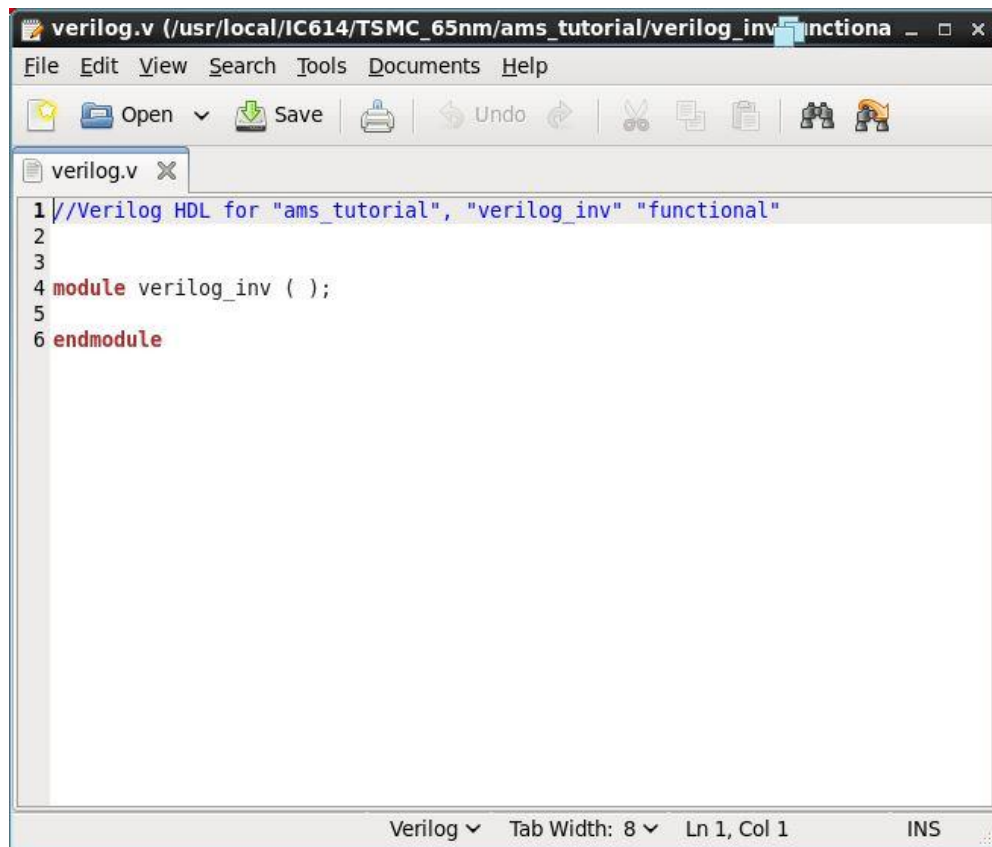 verilog.v (/usr/local/IC614/TSMC_65nm/ams_tutorial/verilog_inv
File Edit View Search Tools Documents Help
Open Save Undo
verilog.v
1 //Verilog HDL for "ams_tutorial", "verilog_inv" "functional"
2
3
4 module verilog_inv ( );
5
6 endmodule
Verilog Tab Width: 8 Ln 1, Col 1 INS